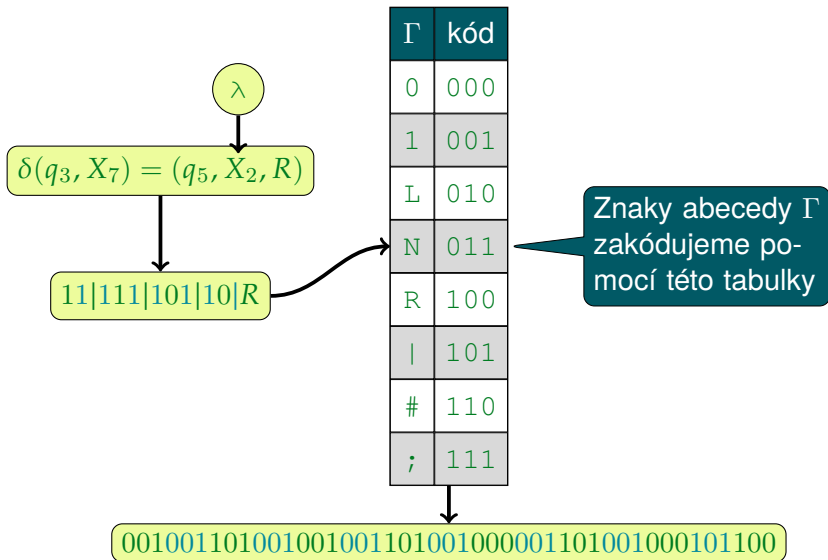 λ
δ(q₃, X₇) = (q₅, X₂, R)
11|111|101|10|R
Γ kód
0 000
1 001
L 010
N 011
R 100
| 101
# 110
; 111
Znaky abecedy Γ
zakódujeme po-
mocí této tabulky
001001101001001001101001000001101001000101100